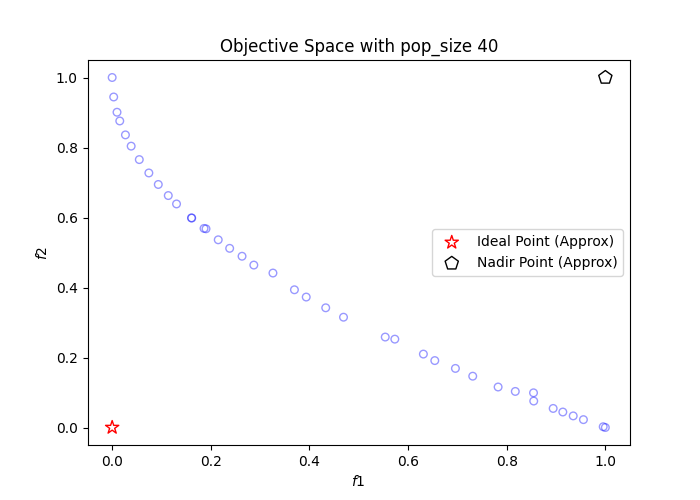 Objective Space with pop_size 40
1.0
0.8
0.6
0.4
0.2
0.0
f2
Ideal Point (Approx)
Nadir Point (Approx)
0.0 0.2 0.4 0.6 0.8 1.0
f1